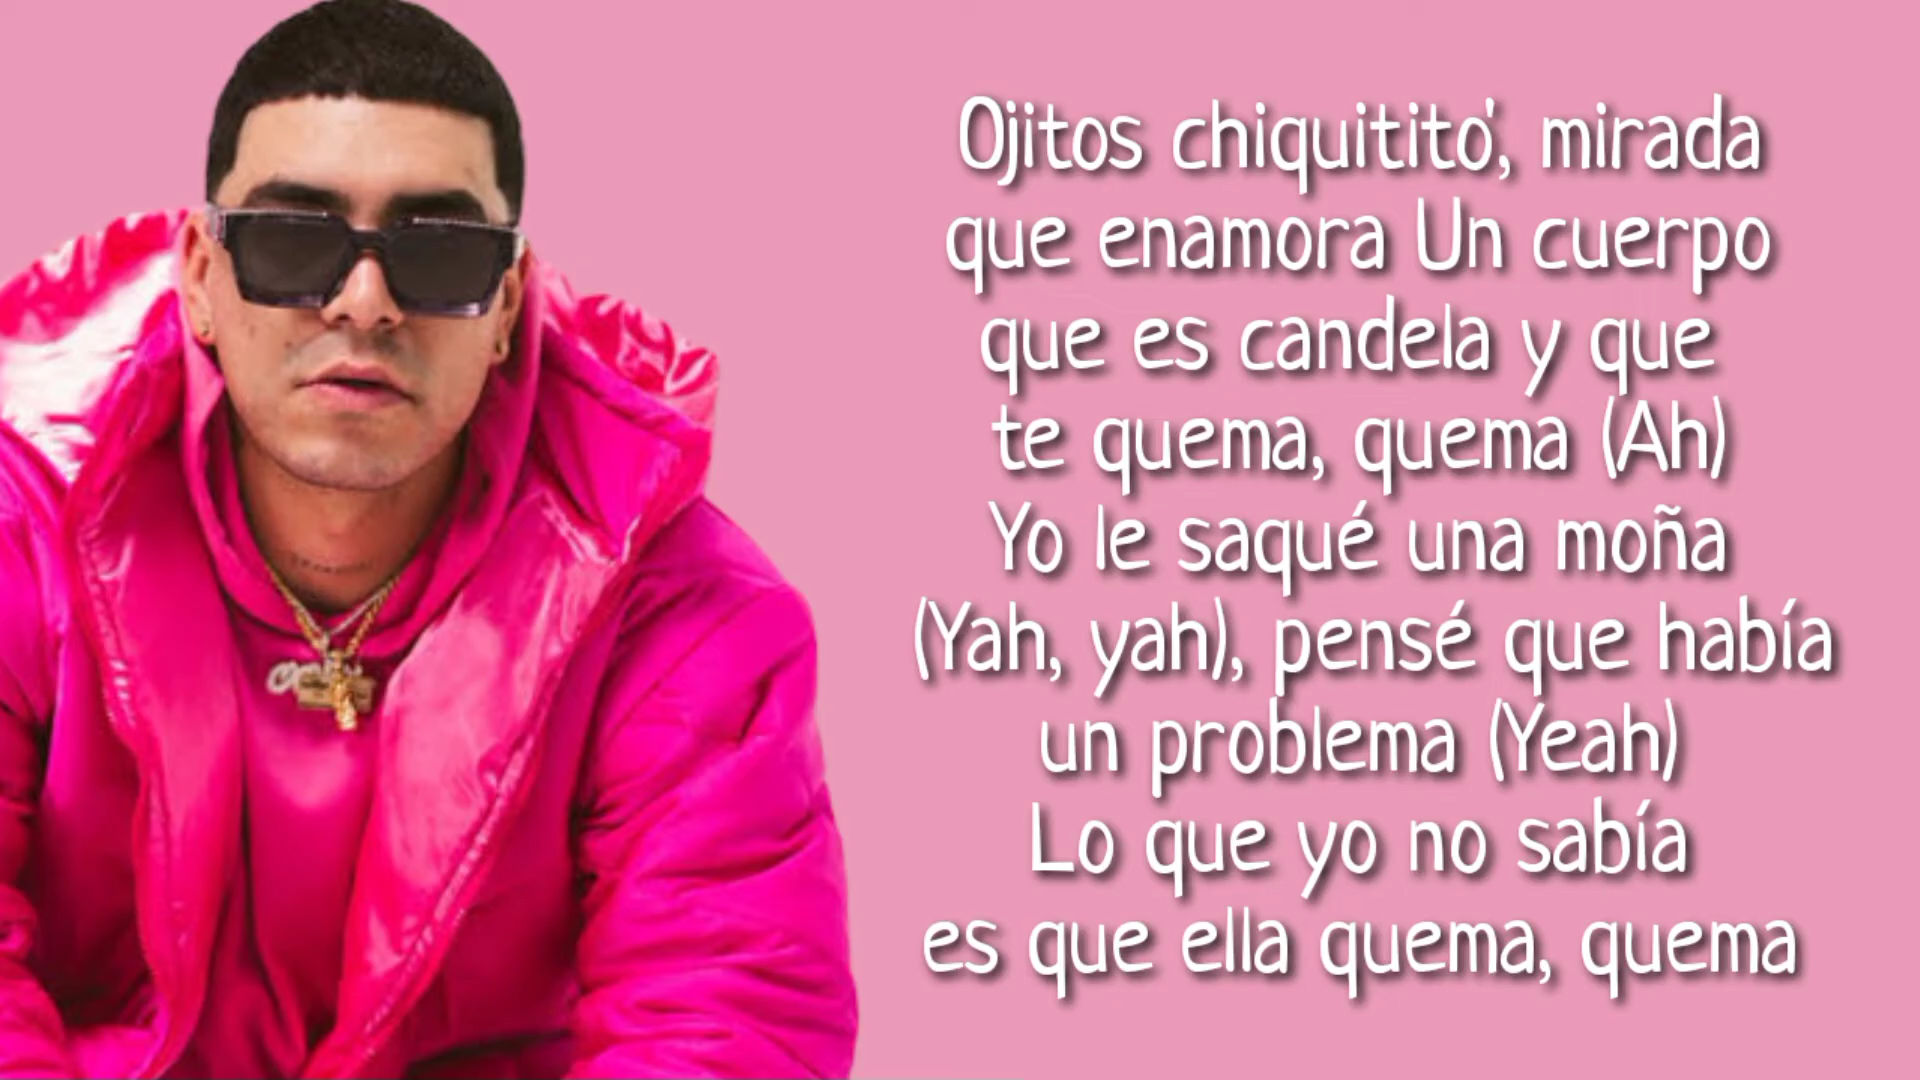 Ojitos chiquitito', mirada
que enamora Un cuerpo
que es candela y que
te quema, quema (Ah)
Yo le saqué una moña
(Yah, yah), pensé que había
un problema (Yeah)
Lo que yo no sabía
es que ella quema, quema